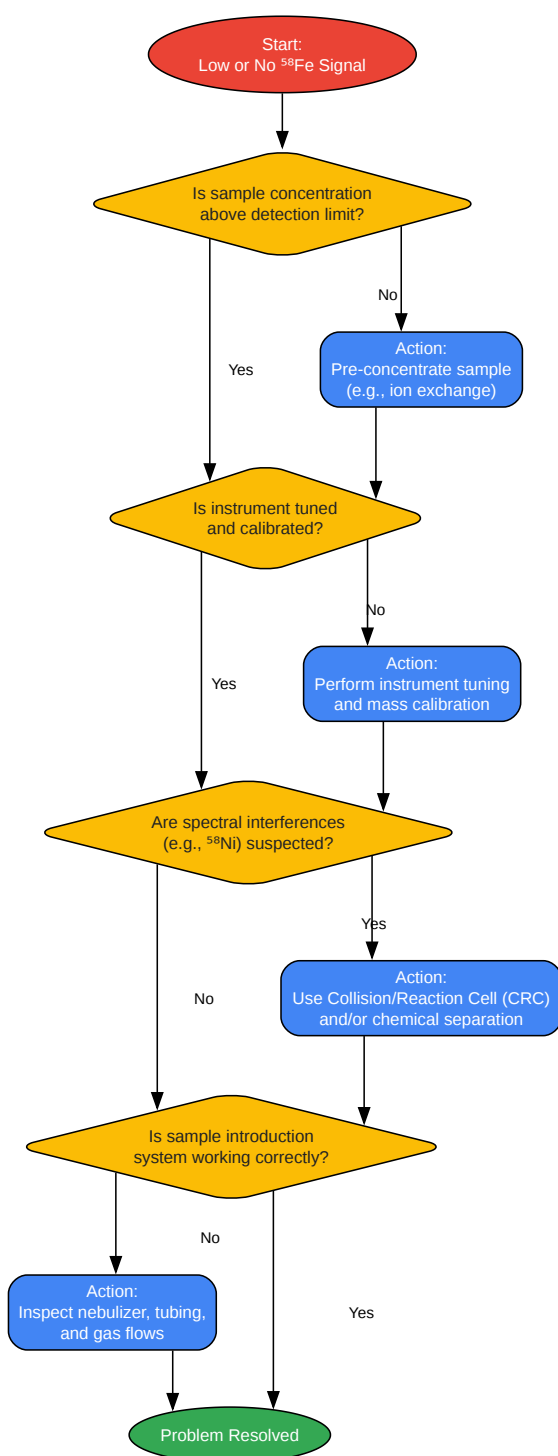 Start:
Low or No ⁵⁸Fe Signal
Is sample concentration
above detection limit?
No
Action:
Pre-concentrate sample
(e.g., ion exchange)
Yes
Is instrument tuned
and calibrated?
No
Action:
Perform instrument tuning
and mass calibration
Yes
Are spectral interferences
(e.g., ⁵⁸Ni) suspected?
Yes
Action:
Use Collision/Reaction Cell (CRC)
and/or chemical separation
No
Is sample introduction
system working correctly?
No
Action:
Inspect nebulizer, tubing,
and gas flows
Yes
Problem Resolved